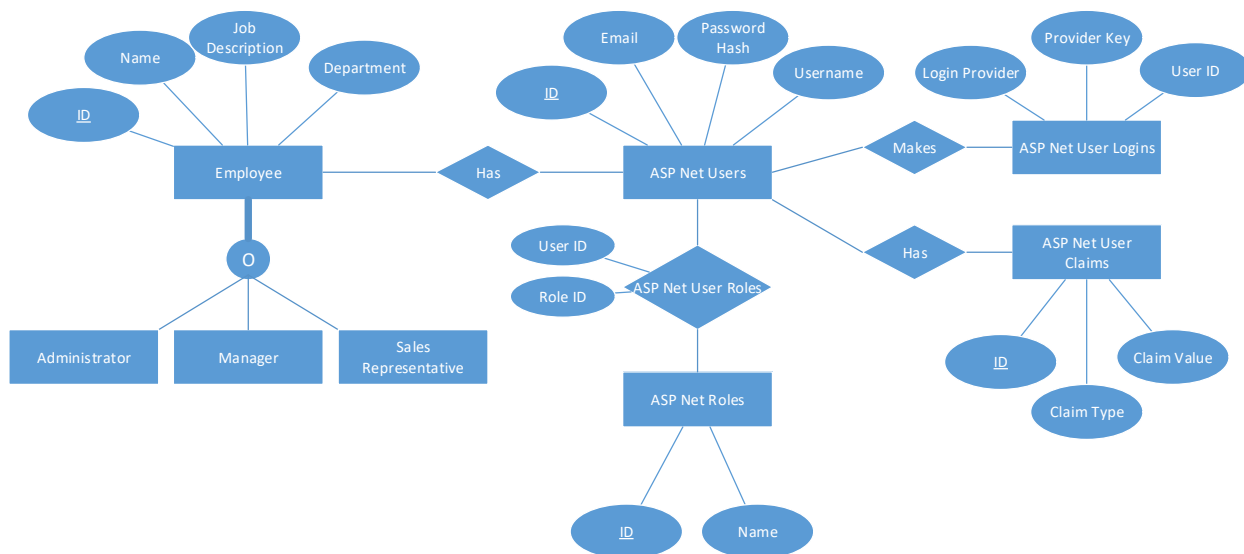 Job
Description
Name
Department
ID
Employee
Has
O
Administrator
Manager
Sales
Representative
Email
Password
Hash
Username
ID
ASP Net Users
User ID
Role ID
ASP Net User Roles
ASP Net Roles
ID
Name
Makes
Has
Provider Key
Login Provider
User ID
ASP Net User Logins
ASP Net User
Claims
ID
Claim Value
Claim Type